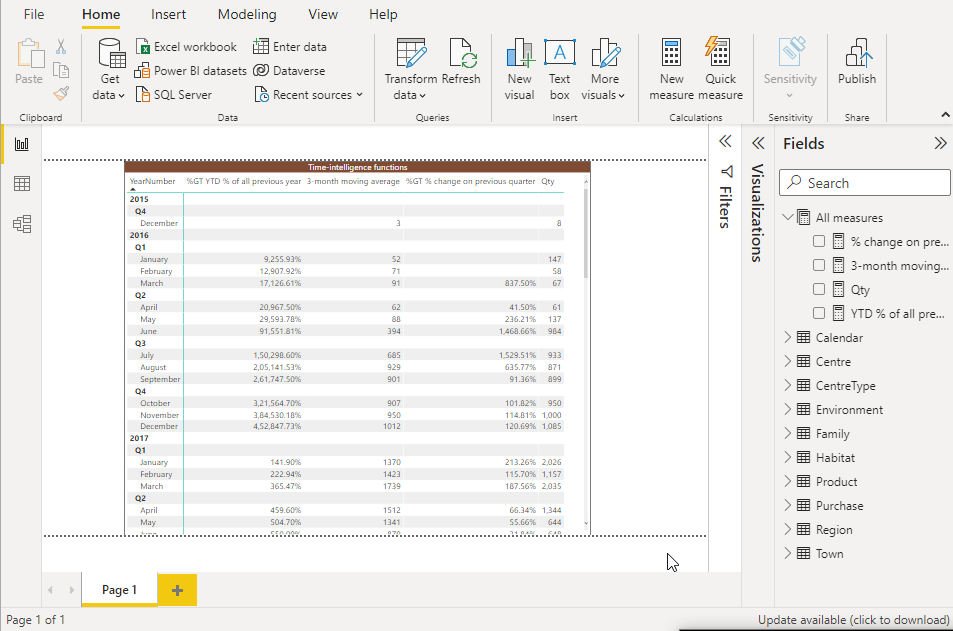 File Home Insert Modeling View Help
Paste
Clipboard
Get data
Excel workbook
Power BI datasets
SQL Server
Enter data
Dataverse
Recent sources
Data
Transform data
Refresh
Queries
New visual
Text box
A
More visuals
Insert
New measure
Quick measure
Calculations
Sensitivity
Sensitivity
Publish
Share
Time-intelligence functions
YearNumber %GT YTD % of all previous year 3-month moving average %GT % change on previous quarter Qty
2015
Q4
December 3 8
2016
Q1
January 9,255.93% 52 147
February 12,907.92% 71 58
March 17,126.61% 91 837.50% 67
Q2
April 20,967.50% 62 41.50% 61
May 29,593.78% 88 236.21% 137
June 91,551.81% 394 1,468.66% 984
Q3
July 1,50,298.60% 685 1,529.51% 933
August 2,05,141.53% 929 635.77% 871
September 2,61,747.50% 901 91.36% 899
Q4
October 3,21,564.70% 907 101.82% 950
November 3,84,530.18% 950 114.81% 1,000
December 4,52,847.73% 1012 120.69% 1,085
2017
Q1
January 141.90% 1370 213.26% 2,026
February 222.94% 1423 115.70% 1,157
March 365.47% 1739 187.56% 2,035
Q2
April 459.60% 1512 66.34% 1,344
May 504.70% 1341 55.66% 644
Filters
Visualizations
Fields
Search
All measures
% change on pre...
3-month moving...
Qty
YTD % of all pre...
Calendar
Centre
CentreType
Environment
Family
Habitat
Product
Purchase
Region
Town
Page 1
Page 1 of 1
Update available (click to download)